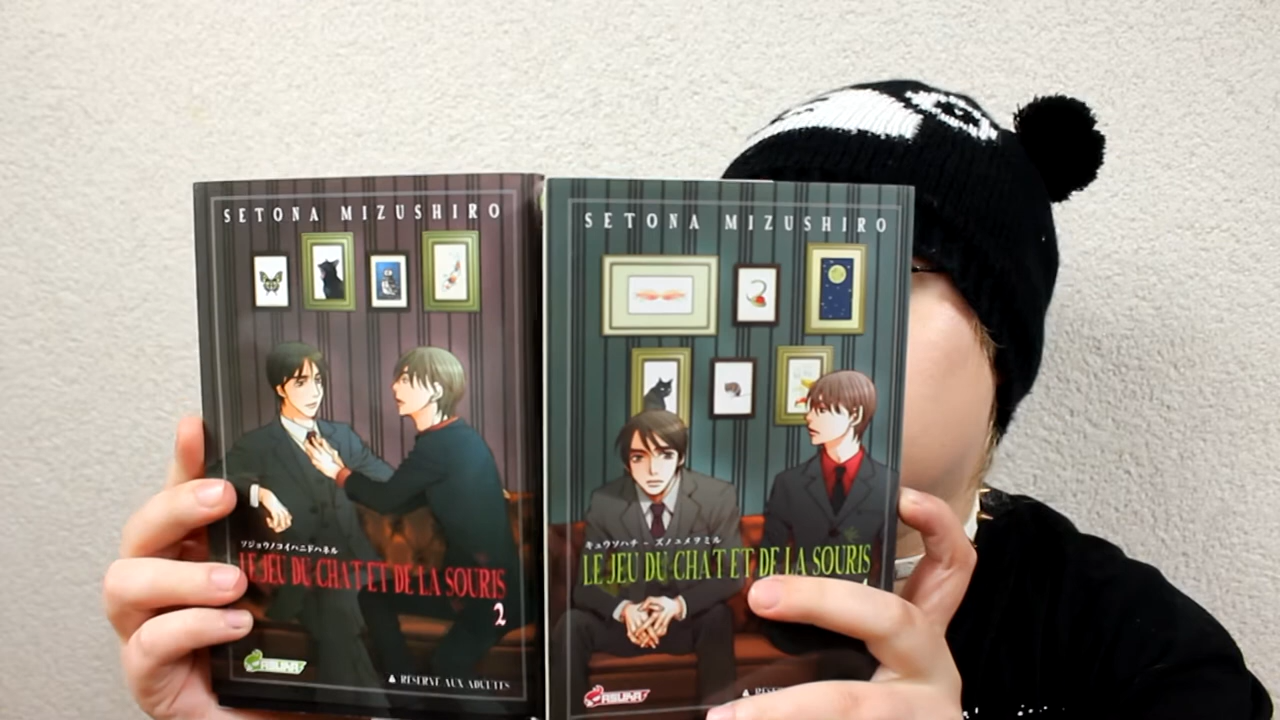 SETONA MIZUSHIRO
ソジョウノコイハニドハネル
LE JEU DU CHAT ET DE LA SOURIS
2
ASUKA
RÉSERVÉ AUX ADULTES
SETONA MIZUSHIRO
キュウソハチーズノユメヲミル
LE JEU DU CHAT ET DE LA SOURIS
ASUKA